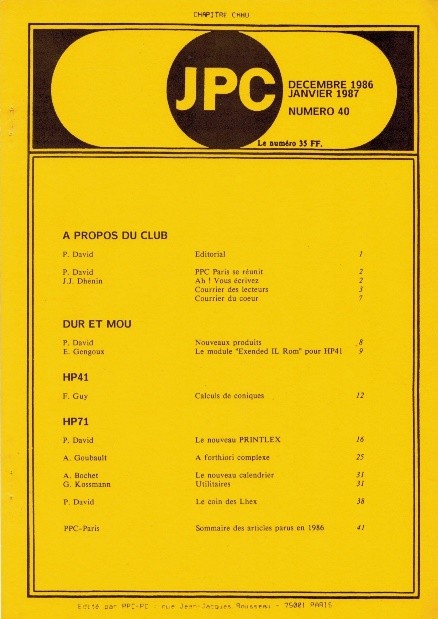 JPC
DECEMBRE 1986
JANVIER 1987
NUMERO 40
Le numéro 35 FF.
A PROPOS DU CLUB
P. David Editorial 1
P. David PPC Paris se réunit 2
J.J. Dhenin Ah ! Vous écrivez 2
Courrier des lecteurs 3
Courrier du coeur 7
DUR ET MOU
P. David Nouveaux produits 8
E. Gengoux Le module "Exended IL Rom" pour HP41 9
HP41
F. Guy Calculs de coniques 12
HP71
P. David Le nouveau PRINTLEX 16
A. Goubault A forthiori complexe 25
A. Bochet Le nouveau calendrier 31
G. Kossmann Utilitaires 31
P. David Le coin des Lhex 38
PPC-Paris Sommaire des articles parus en 1986 41
Edité par PPC-PC - rue Jean-Jacques Rousseau - 75001 PARIS